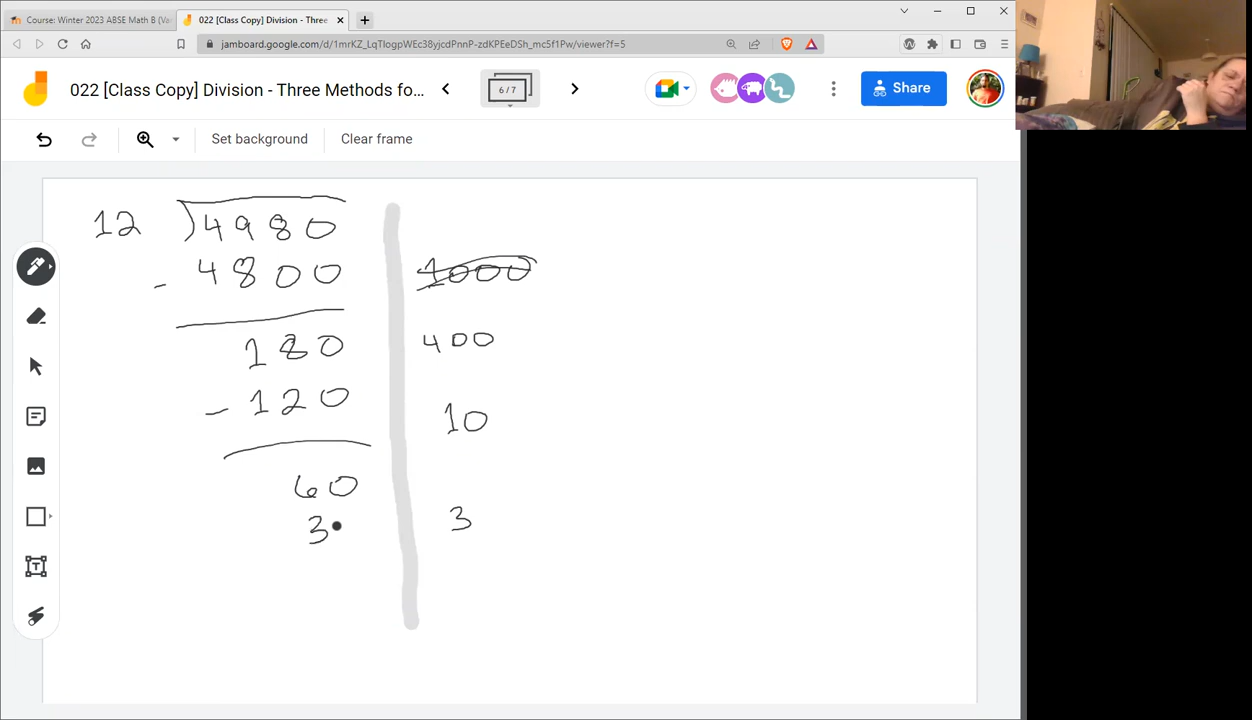 Course: Winter 2023 ABSE Math B (V
022 [Class Copy] Division - Three
jamboard.google.com/d/1mrKZ_LqTlogpWEc38yjcdPnnP-zdKPEeDSh_mc5f1Pw/viewer?f=5
022 [Class Copy] Division - Three Methods fo...
6/7
Share
Set background
Clear frame
12 )4980
- 4800 1000
180 400
- 120 10
60
3 3